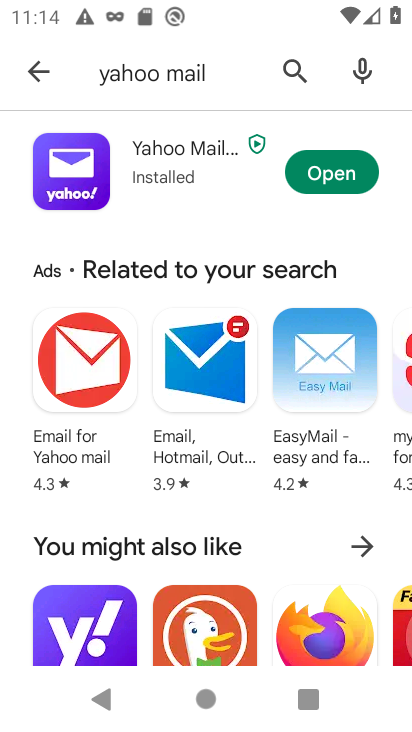 11:14
yahoo mail
yahoo!
Yahoo Mail...
Installed
Open
Ads • Related to your search
Easy Mail
Email for
Yahoo mail
4.3 ★
Email,
Hotmail, Out...
3.9 ★
EasyMail -
easy and fa...
4.2 ★
my
for
4.3
You might also like
y!
Fa